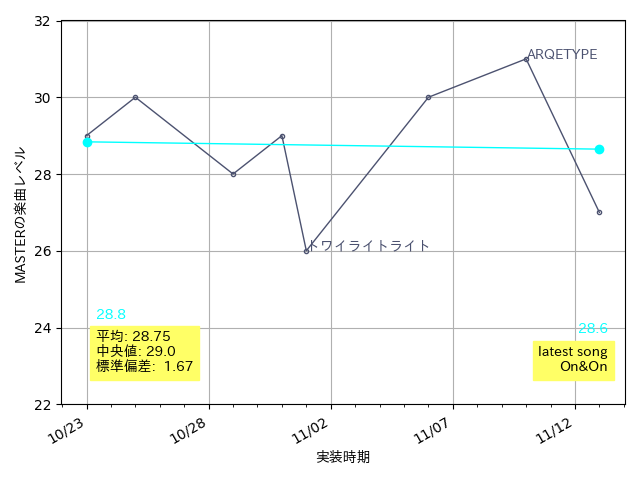 32
ARQETYPE
30
28
MASTERの楽曲レベル
トワイライトライト
26
28.8
24
28.6
平均: 28.75
中央値: 29.0
標準偏差: 1.67
latest song
On&On
22
10/23
10/28
11/02
11/07
11/12
実装時期